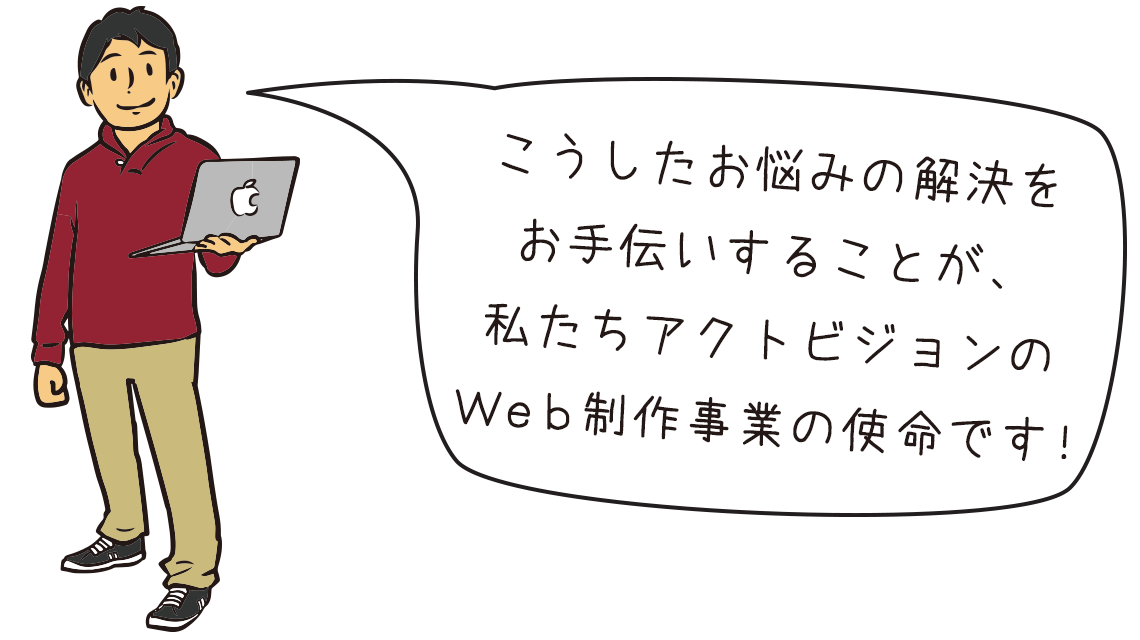 こうしたお悩みの解決を
お手伝いすることが、
私たちアクトビジョンの
Web制作事業の使命です!